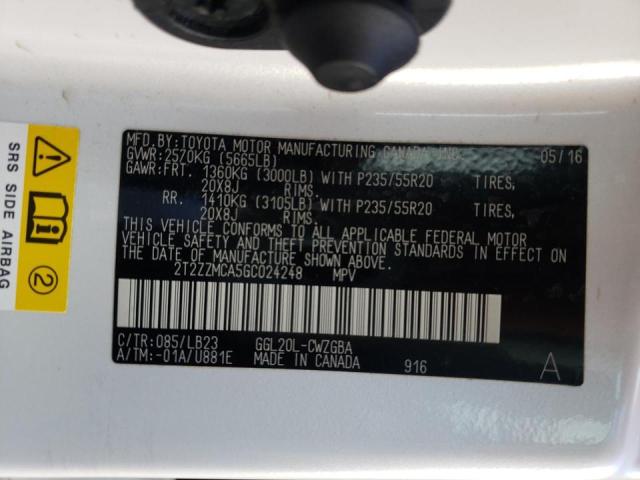 MFD.BY:TOYOTA MOTOR MANUFACTURING CANADA INC.
05/16
GVWR:2570KG (5665LB)
GAWR:FRT. 1360KG (3000LB) WITH P235/55R20 TIRES,
20X8J RIMS.
RR. 1410KG (3105LB) WITH P235/55R20 TIRES,
20X8J RIMS.
THIS VEHICLE CONFORMS TO ALL APPLICABLE FEDERAL MOTOR
VEHICLE SAFETY AND THEFT PREVENTION STANDARDS IN EFFECT ON
THE DATE OF MANUFACTURE SHOWN ABOVE.
2T2ZZMCA5GC024248 MPV
C/TR:085/LB23 GGL20L-CWZGBA
A/TM:-01A/U881E MADE IN CANADA 916
A
SRS SIDE AIRBAG
2